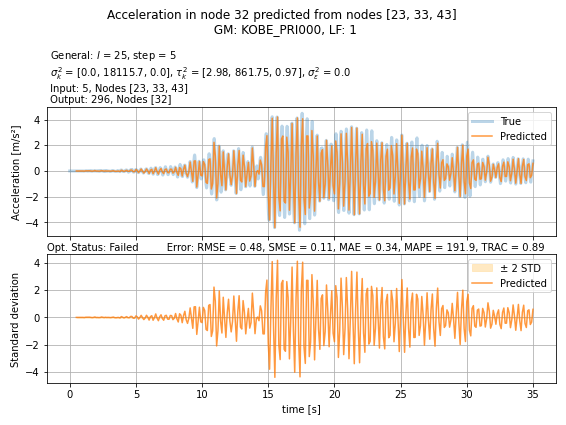 Acceleration in node 32 predicted from nodes [23, 33, 43]
GM: KOBE_PRI000, LF: 1
General: l = 25, step = 5
σ²ₖ = [0.0, 18115.7, 0.0], τ²ₖ = [2.98, 861.75, 0.97], σ²ε = 0.0
Input: 5, Nodes [23, 33, 43]
Output: 296, Nodes [32]
Acceleration [m/s²]
4
2
0
−2
−4
True
Predicted
Opt. Status: Failed Error: RMSE = 0.48, SMSE = 0.11, MAE = 0.34, MAPE = 191.9, TRAC = 0.89
Standard deviation
4
2
0
−2
−4
± 2 STD
Predicted
0 5 10 15 20 25 30 35
time [s]